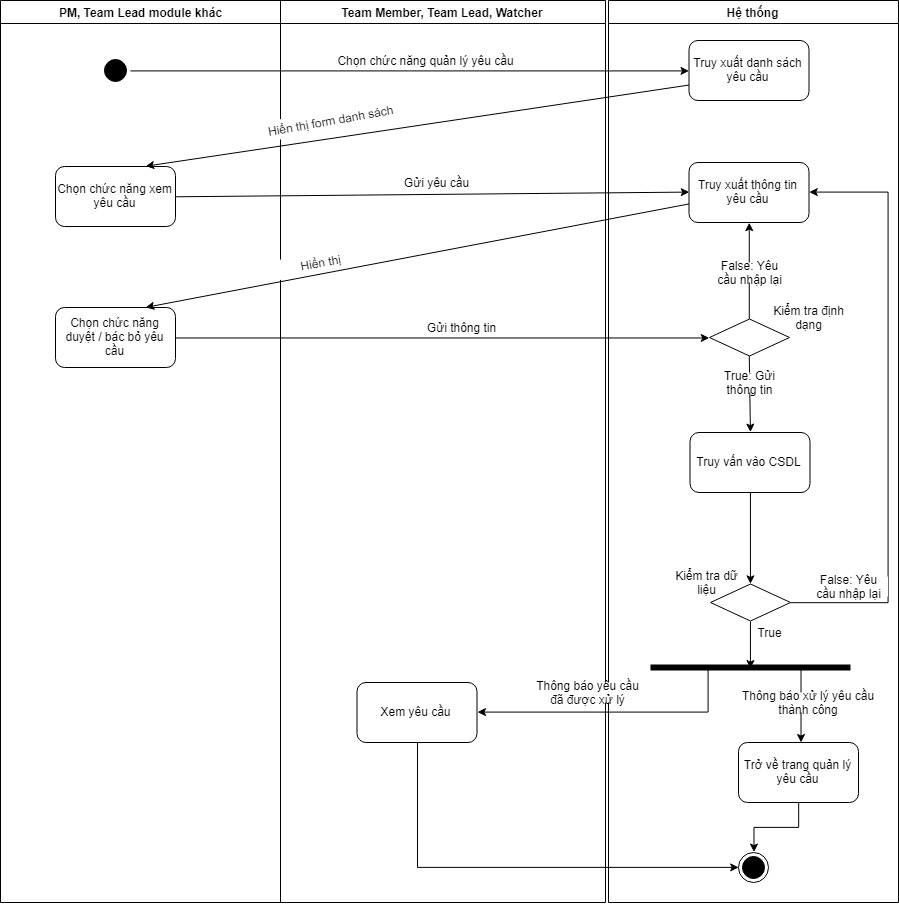 PM, Team Lead module khác
Team Member, Team Lead, Watcher
Hệ thống
Chọn chức năng quản lý yêu cầu
Truy xuất danh sách
yêu cầu
Hiển thị form danh sách
Chọn chức năng xem
yêu cầu
Gửi yêu cầu
Truy xuất thông tin
yêu cầu
Hiển thị
False: Yêu
cầu nhập lại
Chọn chức năng
duyệt / bác bỏ yêu
cầu
Gửi thông tin
Kiểm tra định
dạng
True: Gửi
thông tin
Truy vấn vào CSDL
Kiểm tra dữ
liệu
False: Yêu
cầu nhập lại
True
Thông báo yêu cầu
đã được xử lý
Thông báo xử lý yêu cầu
thành công
Xem yêu cầu
Trở về trang quản lý
yêu cầu